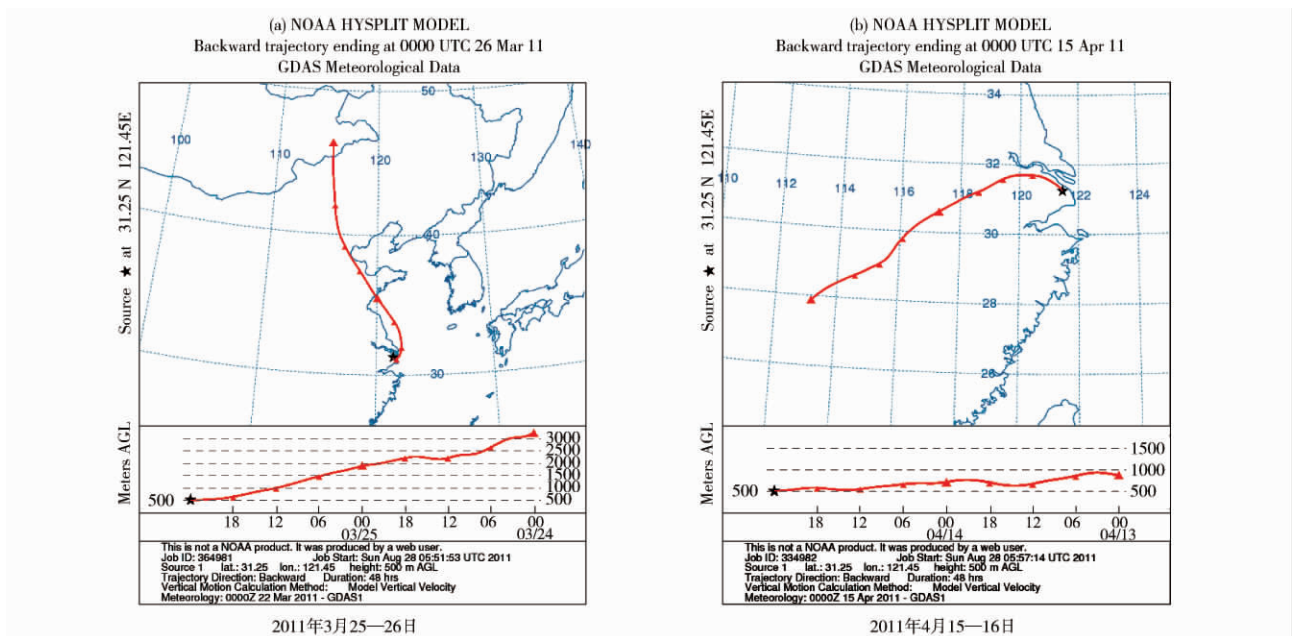 (a) NOAA HYSPLIT MODEL
Backward trajectory ending at 0000 UTC 26 Mar 11
GDAS Meteorological Data
Source ★ at 31.25 N 121.45E
50
100
110
120
130
140
40
30
Meters AGL
3000
2500
2000
1500
1000
500
500
18 12 06 00 18 12 06 00
03/25 03/24
This is not a NOAA product. It was produced by a web user.
Job ID: 364981 Job Start: Sun Aug 28 05:51:53 UTC 2011
Source 1 lat.: 31.25 lon.: 121.45 height: 500 m AGL
Trajectory Direction: Backward Duration: 48 hrs
Vertical Motion Calculation Method: Model Vertical Velocity
Meteorology: 0000Z 22 Mar 2011 - GDAS1
2011年3月25—26日
(b) NOAA HYSPLIT MODEL
Backward trajectory ending at 0000 UTC 15 Apr 11
GDAS Meteorological Data
Source ★ at 31.25 N 121.45E
34
32
110 112 114 116 118 120 122 124
30
28
26
Meters AGL
1500
1000
500
500
18 12 06 00 18 12 06 00
04/14 04/13
This is not a NOAA product. It was produced by a web user.
Job ID: 334982 Job Start: Sun Aug 28 05:57:14 UTC 2011
Source 1 lat.: 31.25 lon.: 121.45 height: 500 m AGL
Trajectory Direction: Backward Duration: 48 hrs
Vertical Motion Calculation Method: Model Vertical Velocity
Meteorology: 0000Z 15 Apr 2011 - GDAS1
2011年4月15—16日